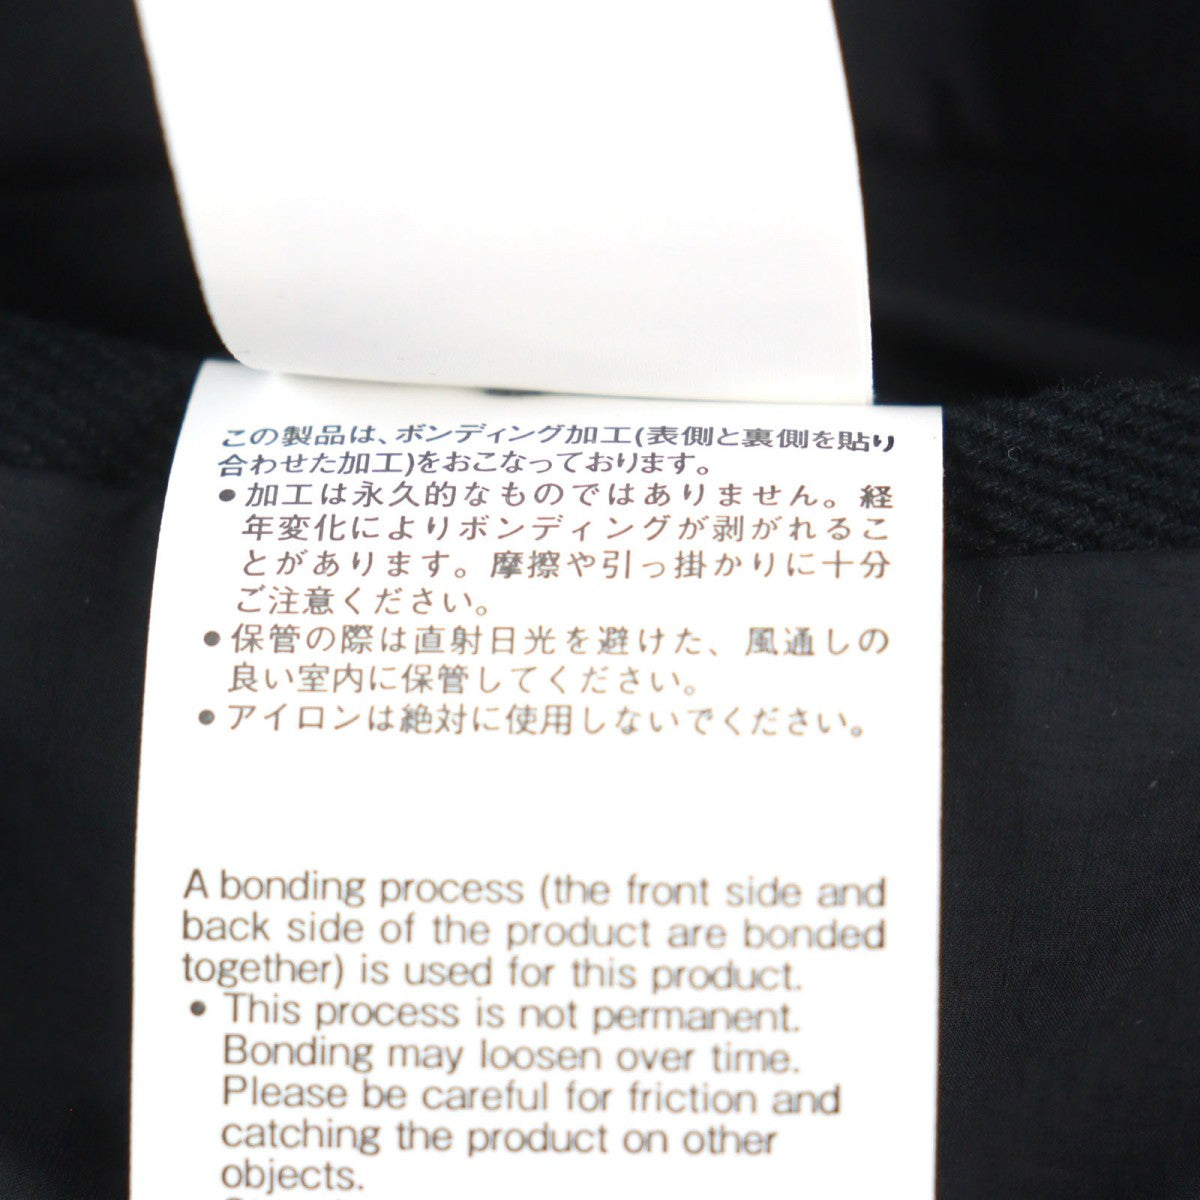 この製品は、ボンディング加工(表側と裏側を貼り
合わせた加工)をおこなっております。
● 加工は永久的なものではありません。経
年変化によりボンディングが剥がれるこ
とがあります。摩擦や引っ掛かりに十分
ご注意ください。
● 保管の際は直射日光を避けた、風通しの
良い室内に保管してください。
● アイロンは絶対に使用しないでください。
A bonding process (the front side and
back side of the product are bonded
together) is used for this product.
● This process is not permanent.
Bonding may loosen over time.
Please be careful for friction and
catching the product on other
objects.